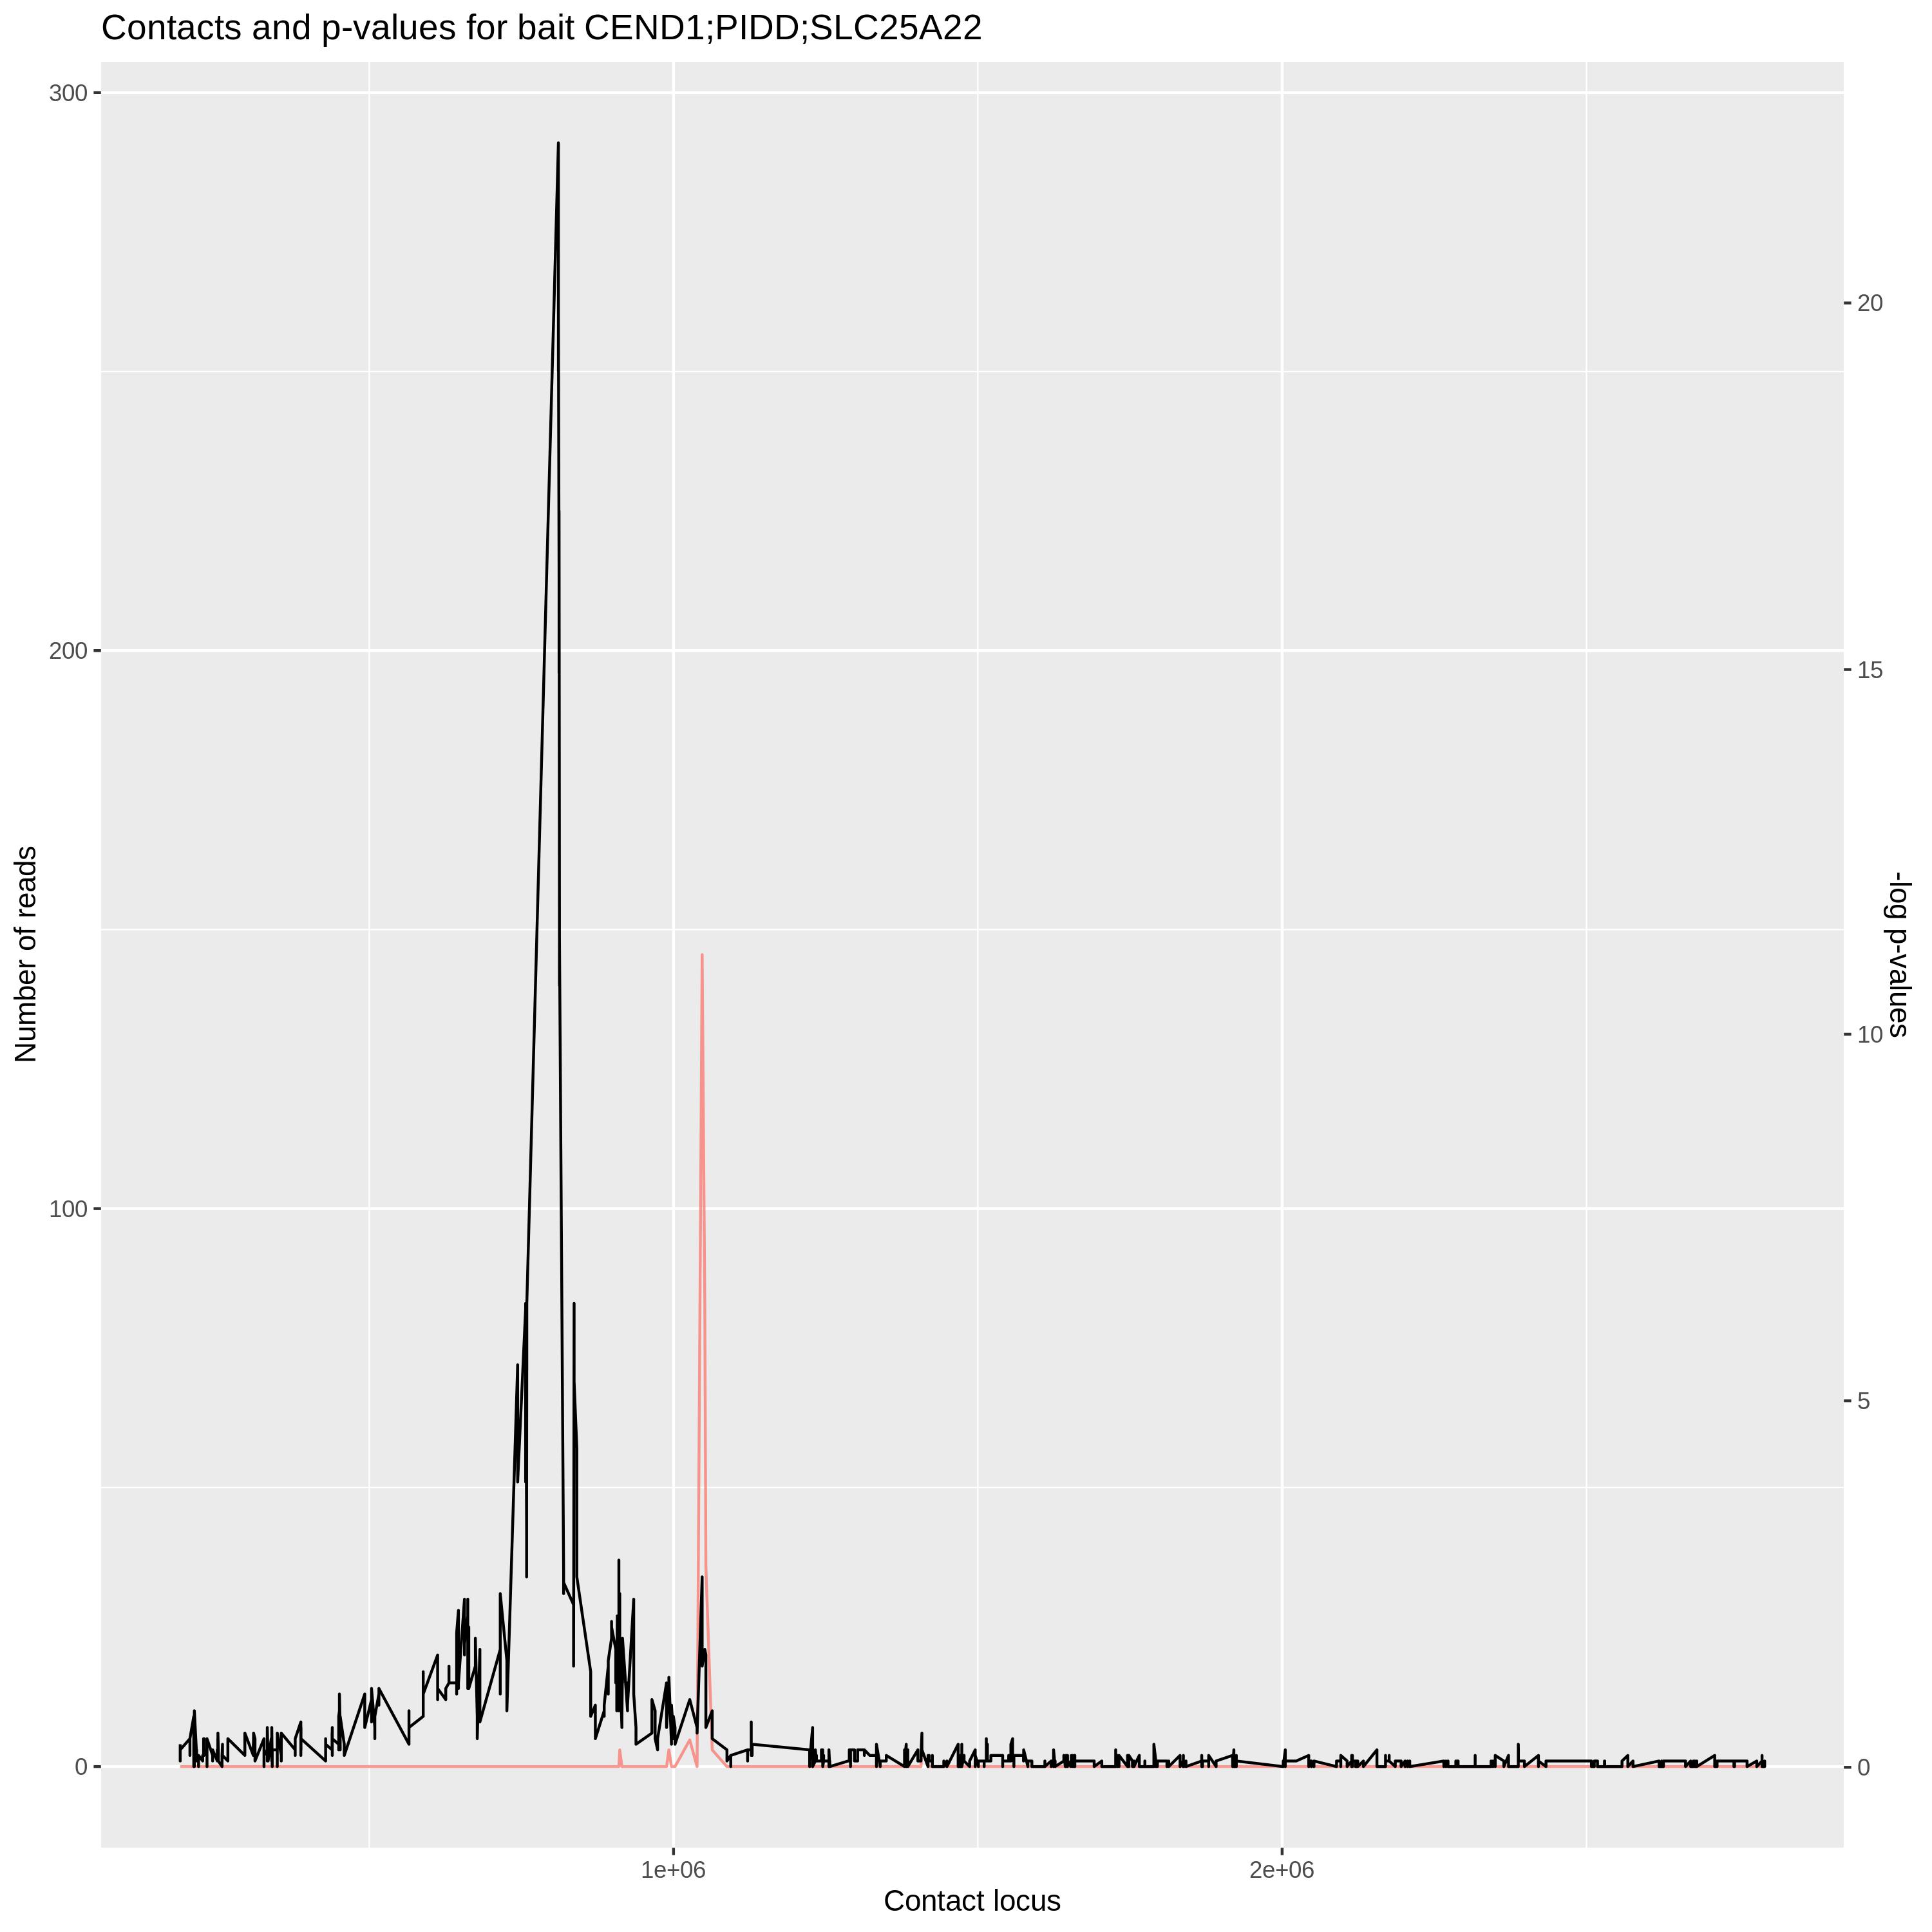 Contacts and p-values for bait CEND1;PIDD;SLC25A22
300
200
100
0
Number of reads
20
15
10
5
0
-log p-values
1e+06
2e+06
Contact locus